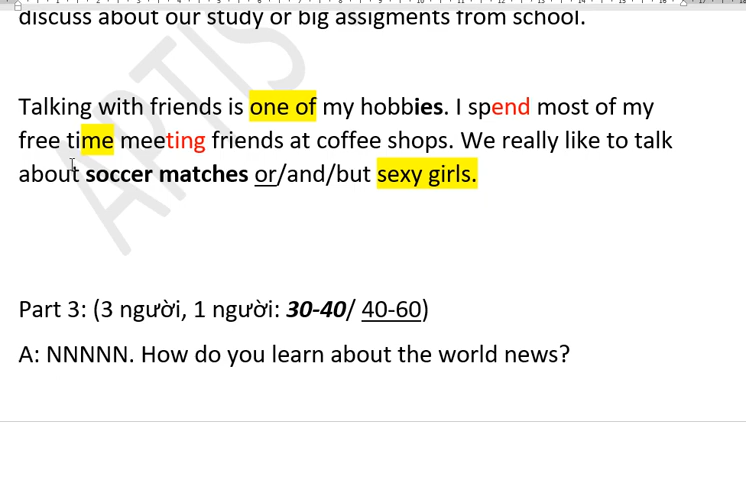 discuss about our study or big assigments from school.
Talking with friends is one of my hobbies. I spend most of my
free time meeting friends at coffee shops. We really like to talk
about soccer matches or/and/but sexy girls.
Part 3: (3 người, 1 người: 30-40/ 40-60)
A: NNNNN. How do you learn about the world news?
APTIS